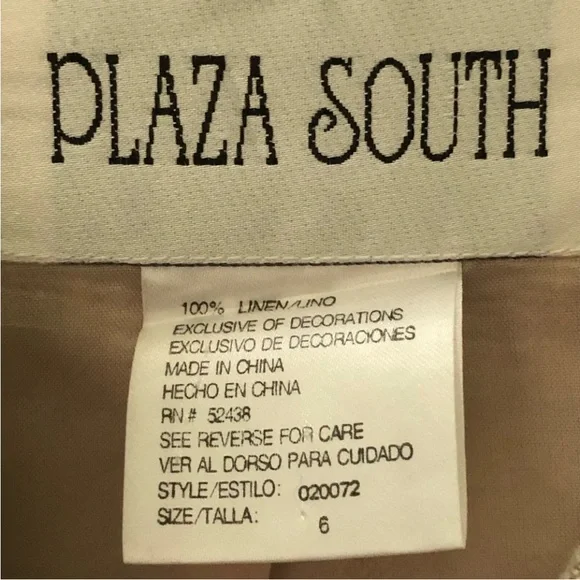 PLAZA SOUTH
100% LINEN/LINO
EXCLUSIVE OF DECORATIONS
EXCLUSIVO DE DECORACIONES
MADE IN CHINA
HECHO EN CHINA
RN# 52438
SEE REVERSE FOR CARE
VER AL DORSO PARA CUIDADO
STYLE/ESTILO: 020072
SIZE/TALLA: 6